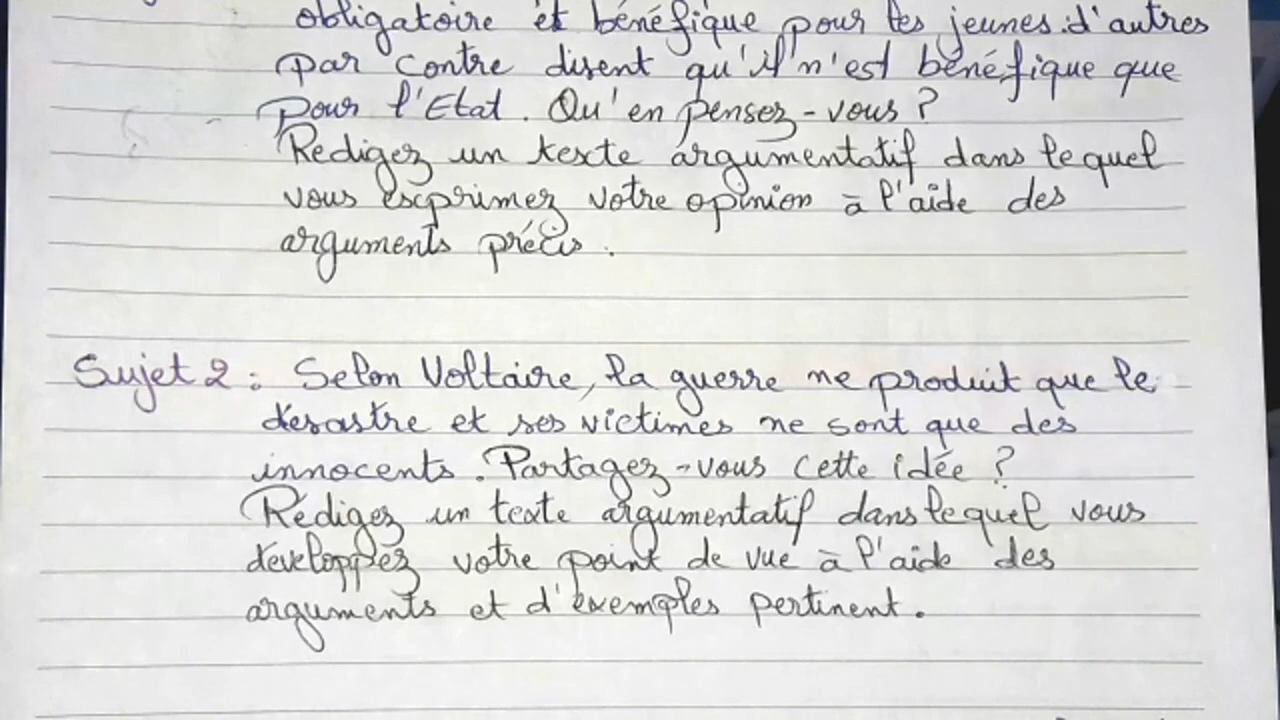 obligatoire et bénéfique pour les jeunes. d'autres
par contre disent qu'il n'est bénéfique que
pour l'Etat. Qu'en pensez-vous ?
Redigez un texte argumentatif dans lequel
vous exprimez votre opinion à l'aide des
arguments précis.
Sujet 2 : Selon Voltaire, la guerre ne produit que le
desastre et ses victimes ne sont que des
innocents. Partagez-vous cette idée ?
Rédigez un texte argumentatif dans lequel vous
developpez votre point de vue à l'aide des
arguments et d'exemples pertinent.